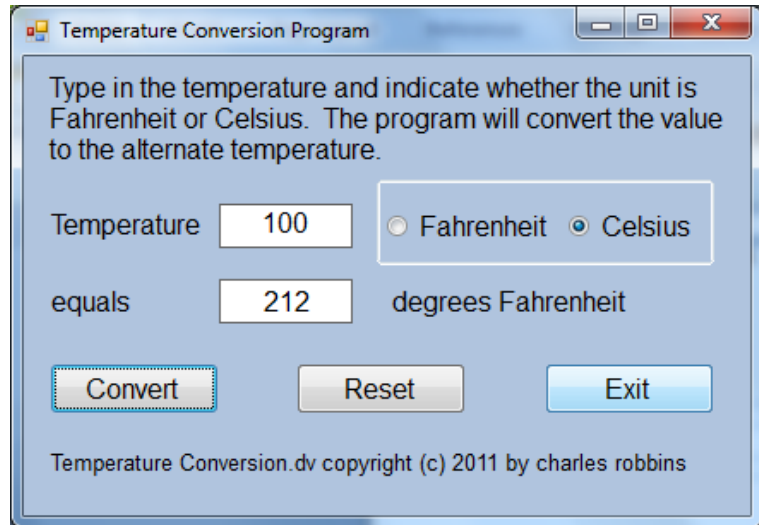 Temperature Conversion Program
Type in the temperature and indicate whether the unit is
Fahrenheit or Celsius. The program will convert the value
to the alternate temperature.
Temperature 100 Fahrenheit Celsius
equals 212 degrees Fahrenheit
Convert Reset Exit
Temperature Conversion.dv copyright (c) 2011 by charles robbins